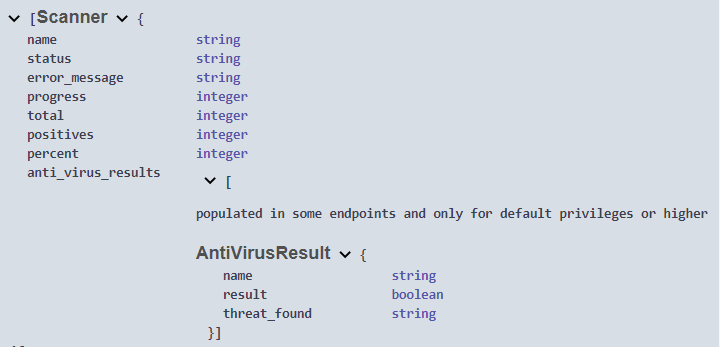 [Scanner {
name string
status string
error_message string
progress integer
total integer
positives integer
percent integer
anti_virus_results
[
populated in some endpoints and only for default privileges or higher
AntiVirusResult {
name string
result boolean
threat_found string
}]